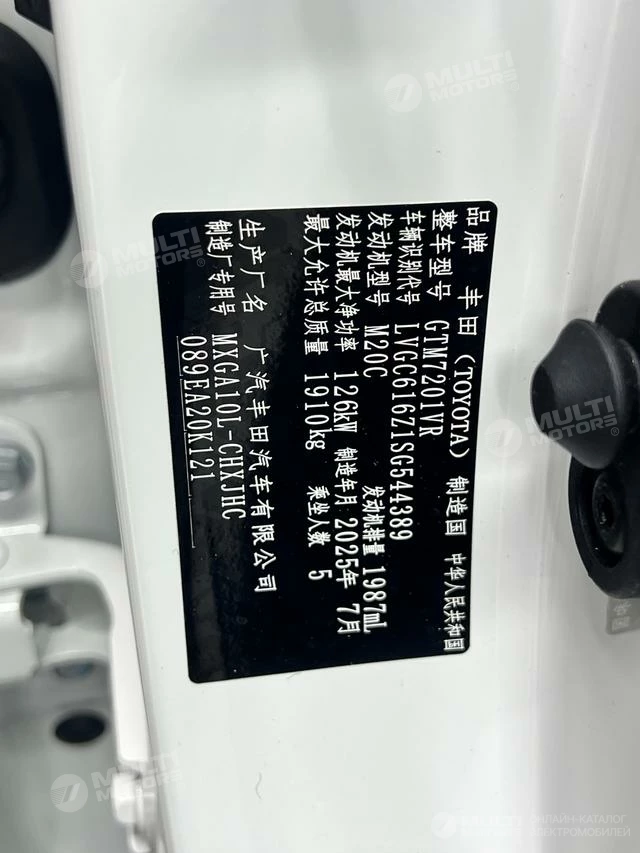 品牌 丰田 (TOYOTA) 制造国 中华人民共和国
整车型号 GTM7201VR
车辆识别代号 LVGC616Z1SG544389
发动机型号 M20C 发动机排量 1987mL
发动机最大净功率 126kW 制造年月 2025年 7月
最大允许总质量 1910kg 乘坐人数 5
生产厂名 广汽丰田汽车有限公司
制造厂专用号 MXGA10L-CHXJHC
089EA20K121
MULTI MOTORS
MULTI MOTORS
MULTI MOTORS
MULTI MOTORS
MULTI MOTORS
ОНЛАЙН-КАТАЛОГ
ЭЛЕКТРОМОБИЛЕЙ